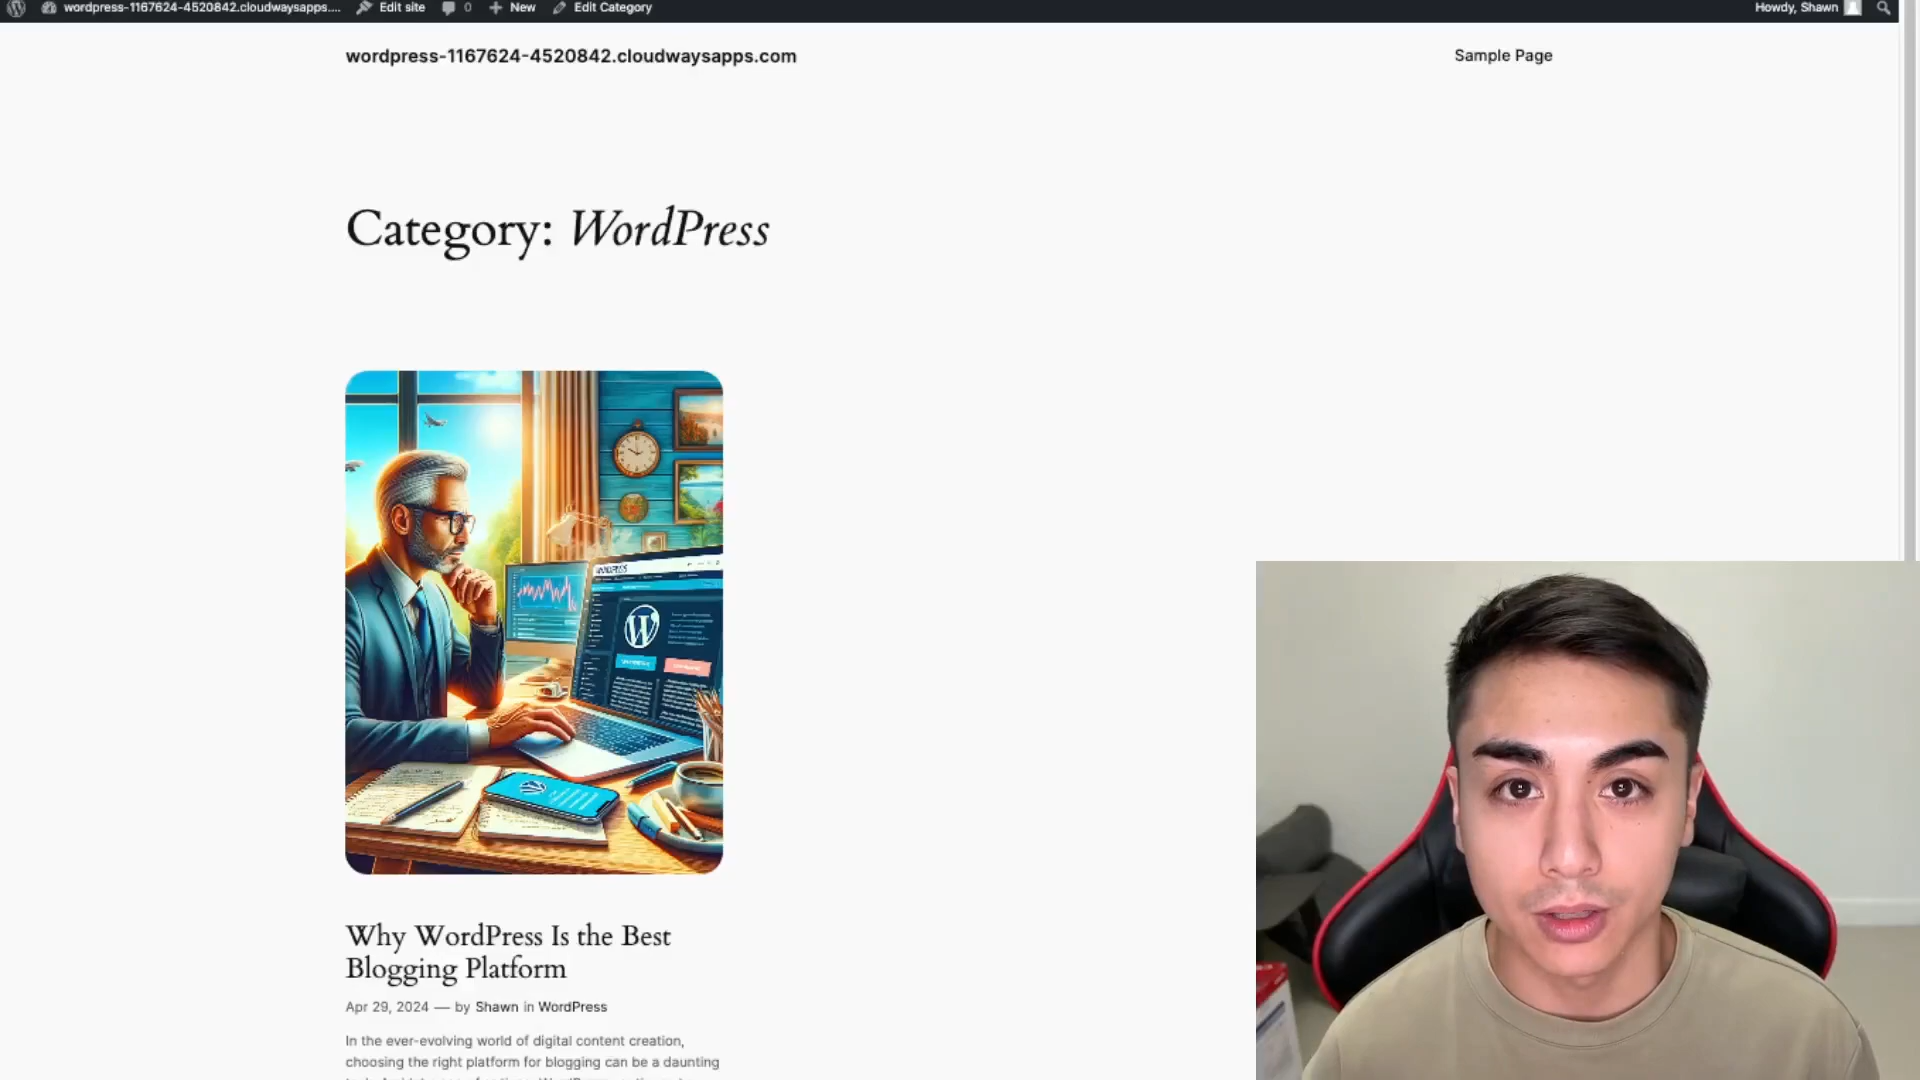 wordpress-1167624-4520842.cloudwaysapps.... Edit site 0 New Edit Category Howdy, Shawn
wordpress-1167624-4520842.cloudwaysapps.com Sample Page
Category: WordPress
Why WordPress Is the Best
Blogging Platform
Apr 29, 2024 — by Shawn in WordPress
In the ever-evolving world of digital content creation,
choosing the right platform for blogging can be a daunting